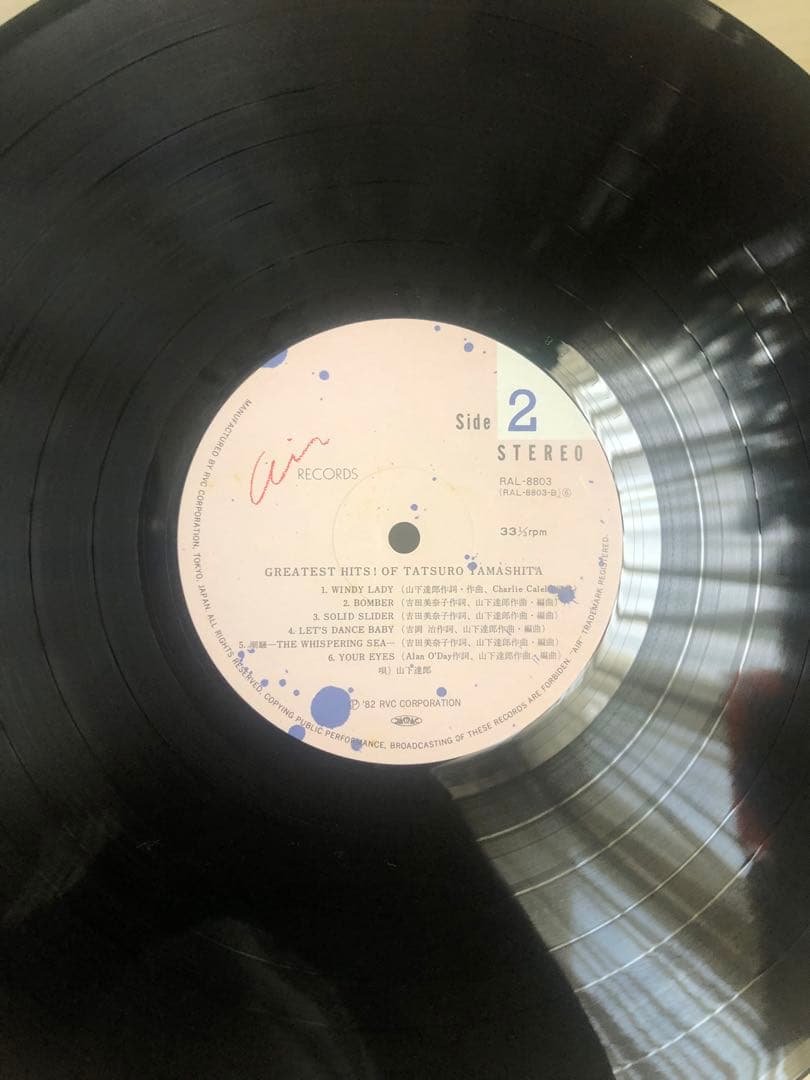 Side 2
STEREO
Air RECORDS
RAL-8803
(RAL-8803-B)⑥
33⅓rpm
GREATEST HITS! OF TATSURO YAMASHITA
1. WINDY LADY (山下達郎作詞・作曲、Charlie Calello
2. BOMBER (吉田美奈子作詞、山下達郎作曲・編曲)
3. SOLID SLIDER (吉田美奈子作詞、山下達郎作曲・編曲)
4. LET'S DANCE BABY (吉岡 治作詞、山下達郎作曲・編曲)
5. 潮騒—THE WHISPERING SEA— (吉田美奈子作詞、山下達郎作曲・編曲)
6. YOUR EYES (Alan O'Day作詞、山下達郎作曲、編曲)
唄)山下達郎
Ⓟ '82 RVC CORPORATION
MANUFACTURED BY RVC CORPORATION, TOKYO, JAPAN. ALL RIGHTS RESERVED. COPYING PUBLIC PERFORMANCE, BROADCASTING OF THESE RECORDS ARE FORBIDDEN. "AIR" TRADEMARK REGISTERED.